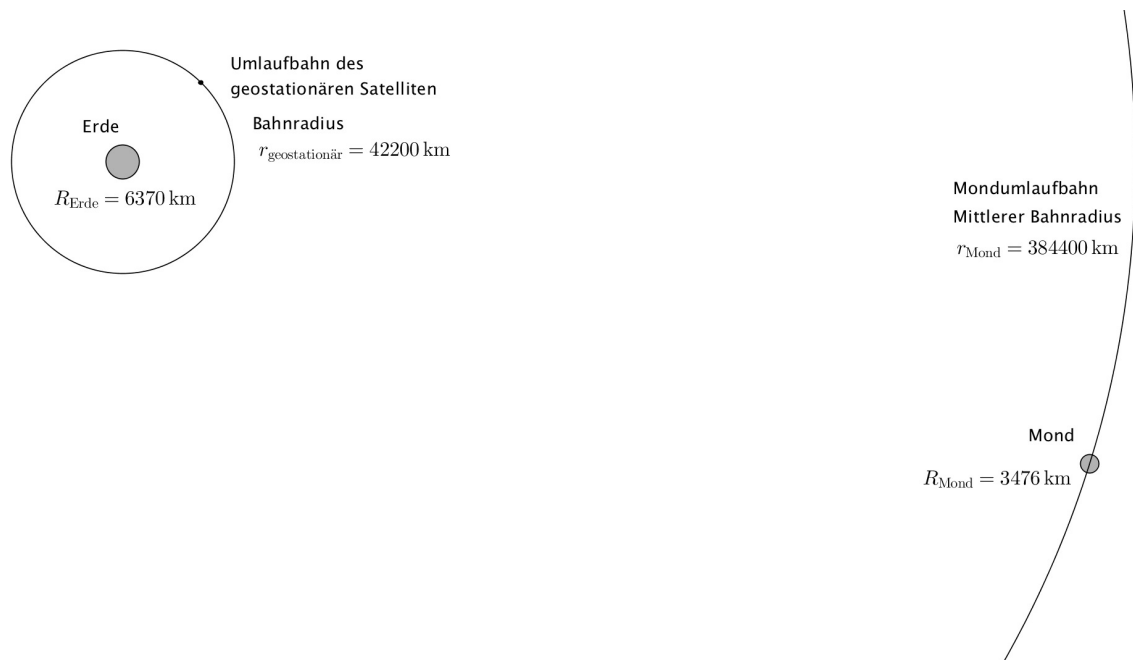 Umlaufbahn des
geostationären Satelliten
Bahnradius
r_geostationär = 42200 km
Erde
R_Erde = 6370 km
Mondumlaufbahn
Mittlerer Bahnradius
r_Mond = 384400 km
Mond
R_Mond = 3476 km